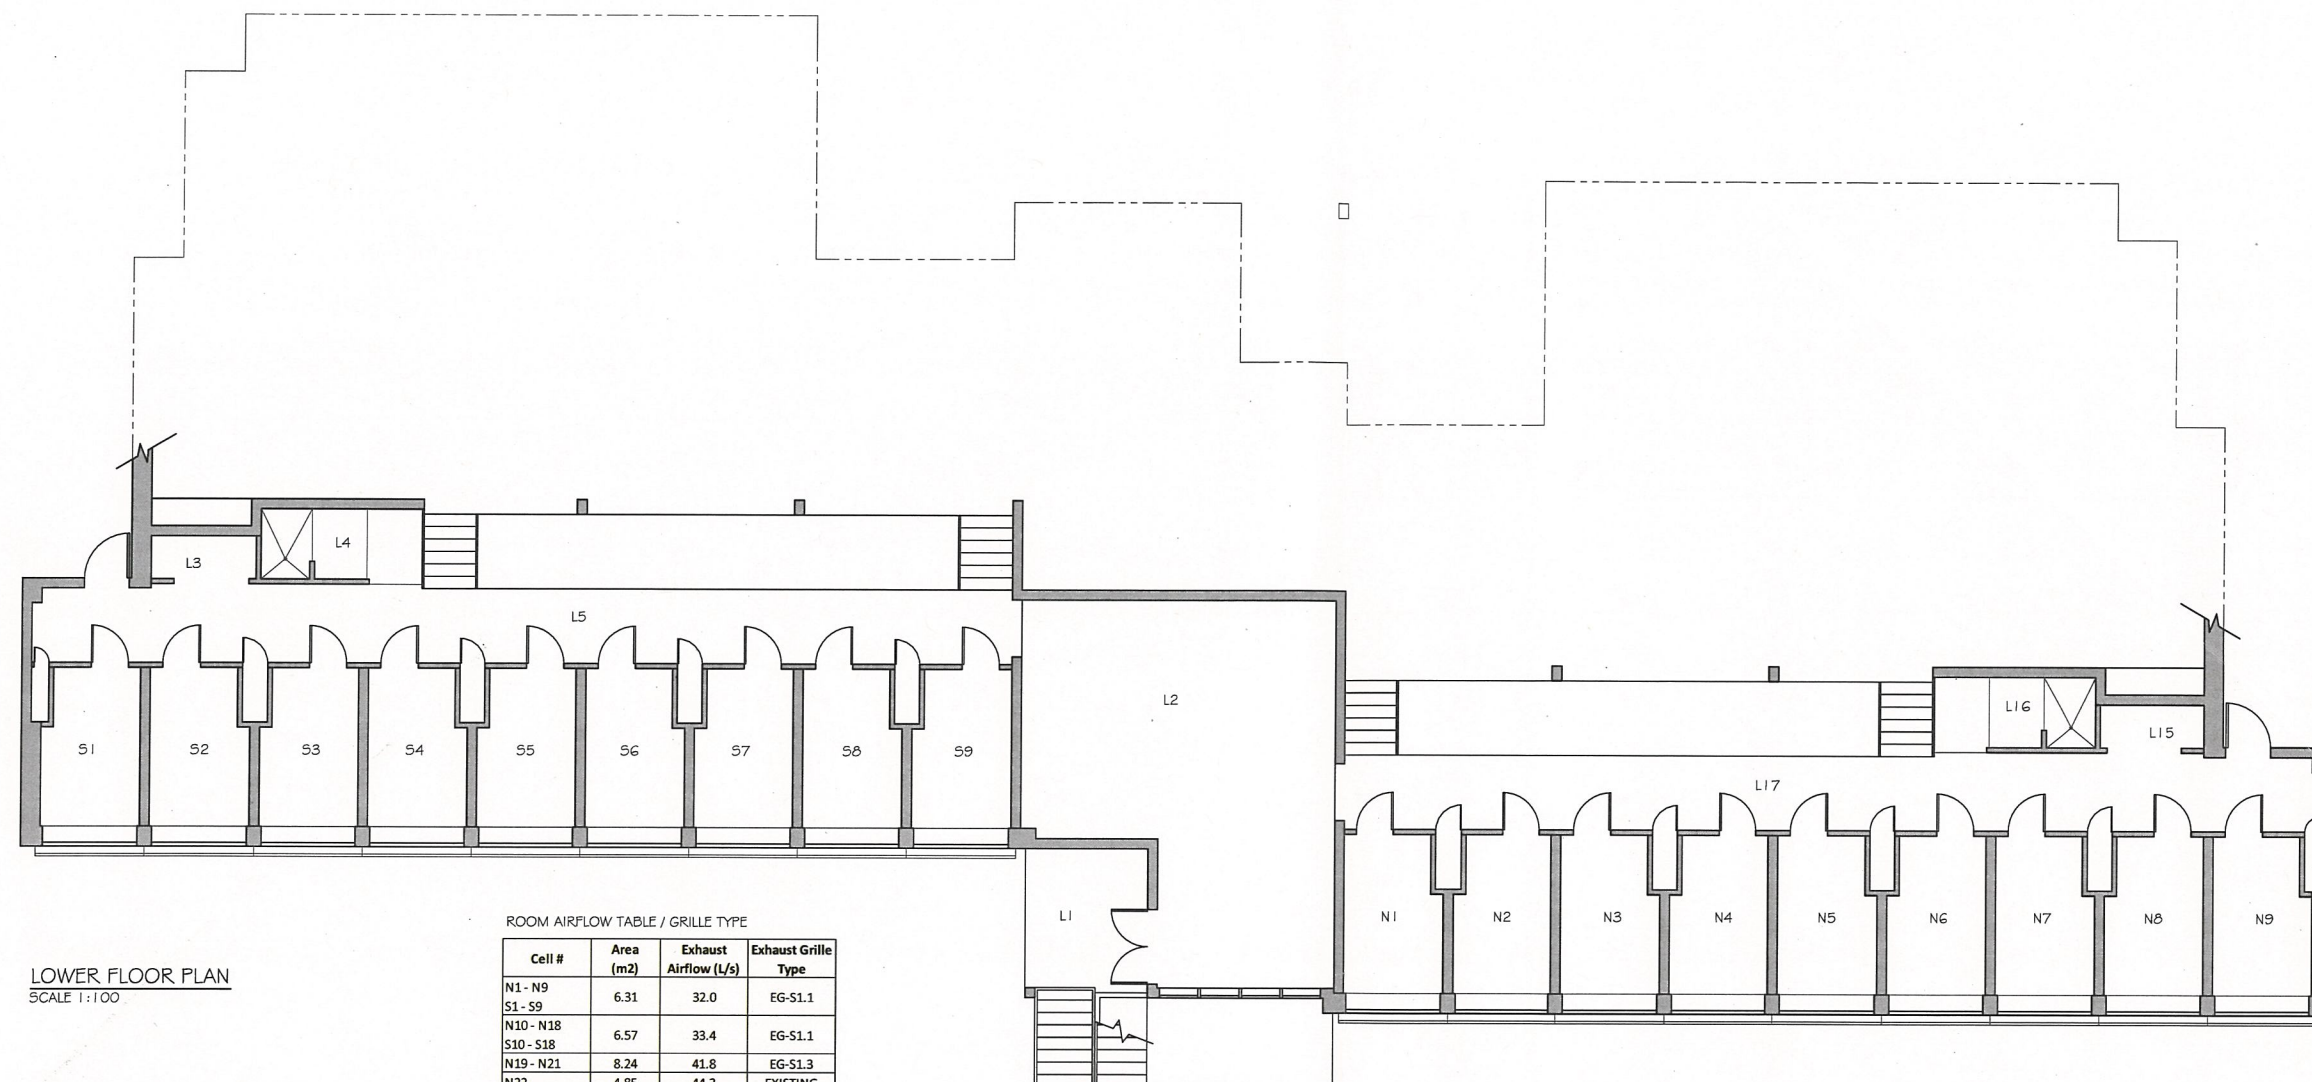 L4
L3
L5
S1
S2
S3
S4
S5
S6
S7
S8
S9
L2
L16
L15
L17
L1
N1
N2
N3
N4
N5
N6
N7
N8
N9
LOWER FLOOR PLAN
SCALE 1:100
ROOM AIRFLOW TABLE / GRILLE TYPE
Cell # Area (m2) Exhaust Airflow (L/s) Exhaust Grille Type
N1 - N9
S1 - S9 6.31 32.0 EG-S1.1
N10 - N18
S10 - S18 6.57 33.4 EG-S1.1
N19 - N21 8.24 41.8 EG-S1.3